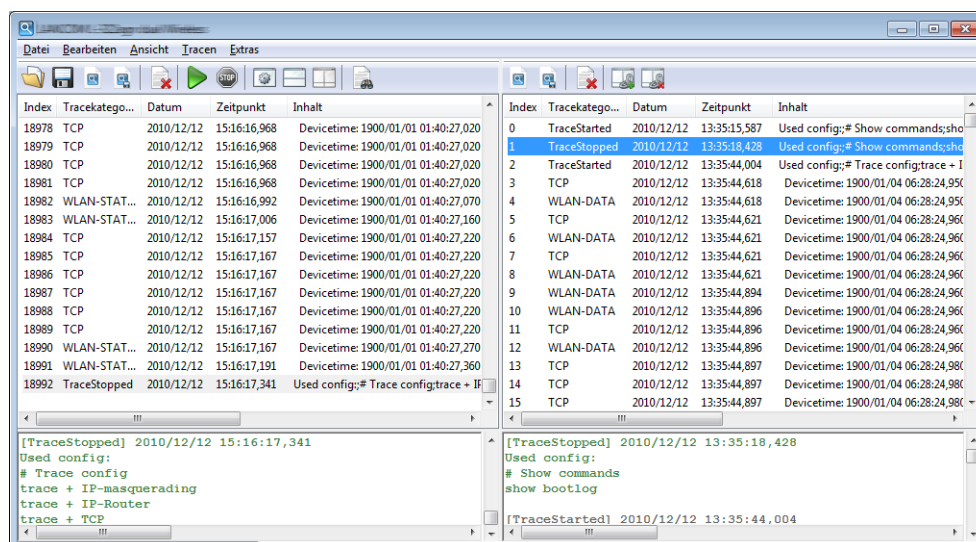 Datei Bearbeiten Ansicht Tracen Extras
STOP
Index Tracekatego... Datum Zeitpunkt Inhalt
18978 TCP 2010/12/12 15:16:16,968 Devicetime: 1900/01/01 01:40:27,020
18979 TCP 2010/12/12 15:16:16,968 Devicetime: 1900/01/01 01:40:27,020
18980 TCP 2010/12/12 15:16:16,968 Devicetime: 1900/01/01 01:40:27,020
18981 TCP 2010/12/12 15:16:16,968 Devicetime: 1900/01/01 01:40:27,020
18982 WLAN-STAT... 2010/12/12 15:16:16,992 Devicetime: 1900/01/01 01:40:27,070
18983 WLAN-STAT... 2010/12/12 15:16:17,006 Devicetime: 1900/01/01 01:40:27,160
18984 TCP 2010/12/12 15:16:17,157 Devicetime: 1900/01/01 01:40:27,220
18985 TCP 2010/12/12 15:16:17,167 Devicetime: 1900/01/01 01:40:27,220
18986 TCP 2010/12/12 15:16:17,167 Devicetime: 1900/01/01 01:40:27,220
18987 TCP 2010/12/12 15:16:17,167 Devicetime: 1900/01/01 01:40:27,220
18988 TCP 2010/12/12 15:16:17,167 Devicetime: 1900/01/01 01:40:27,220
18989 TCP 2010/12/12 15:16:17,167 Devicetime: 1900/01/01 01:40:27,220
18990 WLAN-STAT... 2010/12/12 15:16:17,167 Devicetime: 1900/01/01 01:40:27,270
18991 WLAN-STAT... 2010/12/12 15:16:17,191 Devicetime: 1900/01/01 01:40:27,360
18992 TraceStopped 2010/12/12 15:16:17,341 Used config:;# Trace config;trace + IP
[TraceStopped] 2010/12/12 15:16:17,341
Used config:
# Trace config
trace + IP-masquerading
trace + IP-Router
trace + TCP
Index Tracekatego... Datum Zeitpunkt Inhalt
0 TraceStarted 2010/12/12 13:35:15,587 Used config:;# Show commands;sho
1 TraceStopped 2010/12/12 13:35:18,428 Used config:;# Show commands;sho
2 TraceStarted 2010/12/12 13:35:44,004 Used config:;# Trace config;trace + I
3 TCP 2010/12/12 13:35:44,618 Devicetime: 1900/01/04 06:28:24,950
4 WLAN-DATA 2010/12/12 13:35:44,618 Devicetime: 1900/01/04 06:28:24,950
5 TCP 2010/12/12 13:35:44,621 Devicetime: 1900/01/04 06:28:24,960
6 WLAN-DATA 2010/12/12 13:35:44,621 Devicetime: 1900/01/04 06:28:24,960
7 TCP 2010/12/12 13:35:44,621 Devicetime: 1900/01/04 06:28:24,960
8 WLAN-DATA 2010/12/12 13:35:44,621 Devicetime: 1900/01/04 06:28:24,960
9 WLAN-DATA 2010/12/12 13:35:44,894 Devicetime: 1900/01/04 06:28:24,960
10 WLAN-DATA 2010/12/12 13:35:44,896 Devicetime: 1900/01/04 06:28:24,960
11 TCP 2010/12/12 13:35:44,896 Devicetime: 1900/01/04 06:28:24,960
12 WLAN-DATA 2010/12/12 13:35:44,896 Devicetime: 1900/01/04 06:28:24,960
13 TCP 2010/12/12 13:35:44,897 Devicetime: 1900/01/04 06:28:24,980
14 TCP 2010/12/12 13:35:44,897 Devicetime: 1900/01/04 06:28:24,980
15 TCP 2010/12/12 13:35:44,897 Devicetime: 1900/01/04 06:28:24,980
[TraceStopped] 2010/12/12 13:35:18,428
Used config:
# Show commands
show bootlog
[TraceStarted] 2010/12/12 13:35:44,004